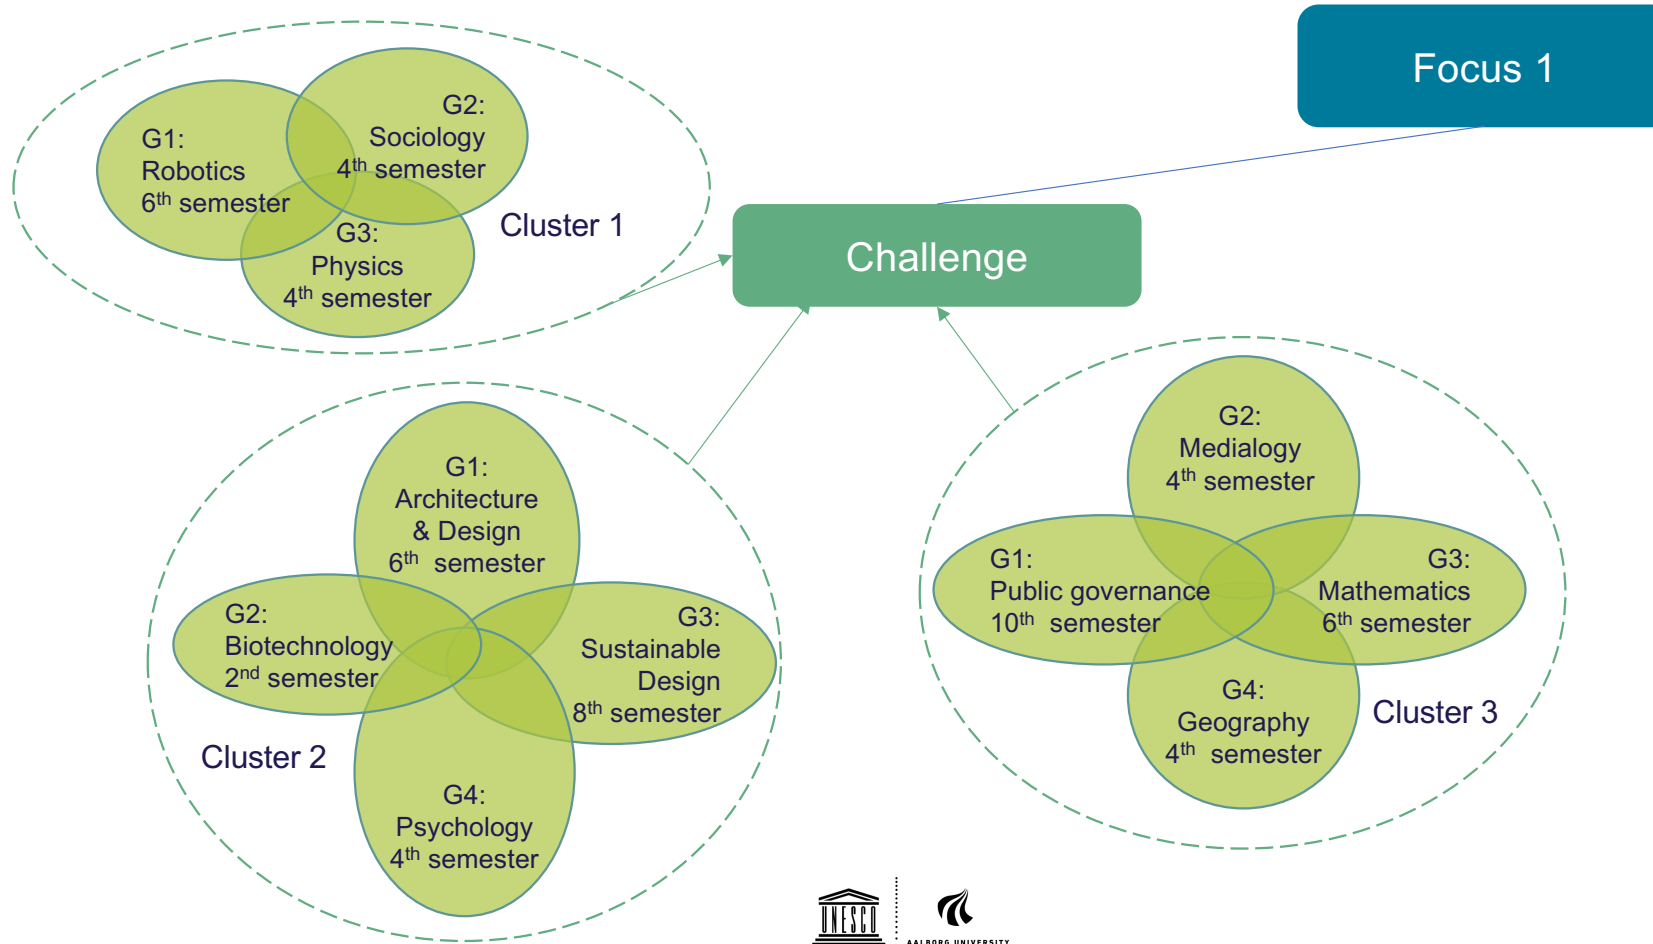 Focus 1
G1:
Robotics
6th semester
G2:
Sociology
4th semester
G3:
Physics
4th semester
Cluster 1
Challenge
G1:
Architecture
& Design
6th semester
G2:
Biotechnology
2nd semester
G3:
Sustainable
Design
8th semester
G4:
Psychology
4th semester
Cluster 2
G2:
Medialogy
4th semester
G1:
Public governance
10th semester
G3:
Mathematics
6th semester
G4:
Geography
4th semester
Cluster 3
UNESCO
AALBORG UNIVERSITY